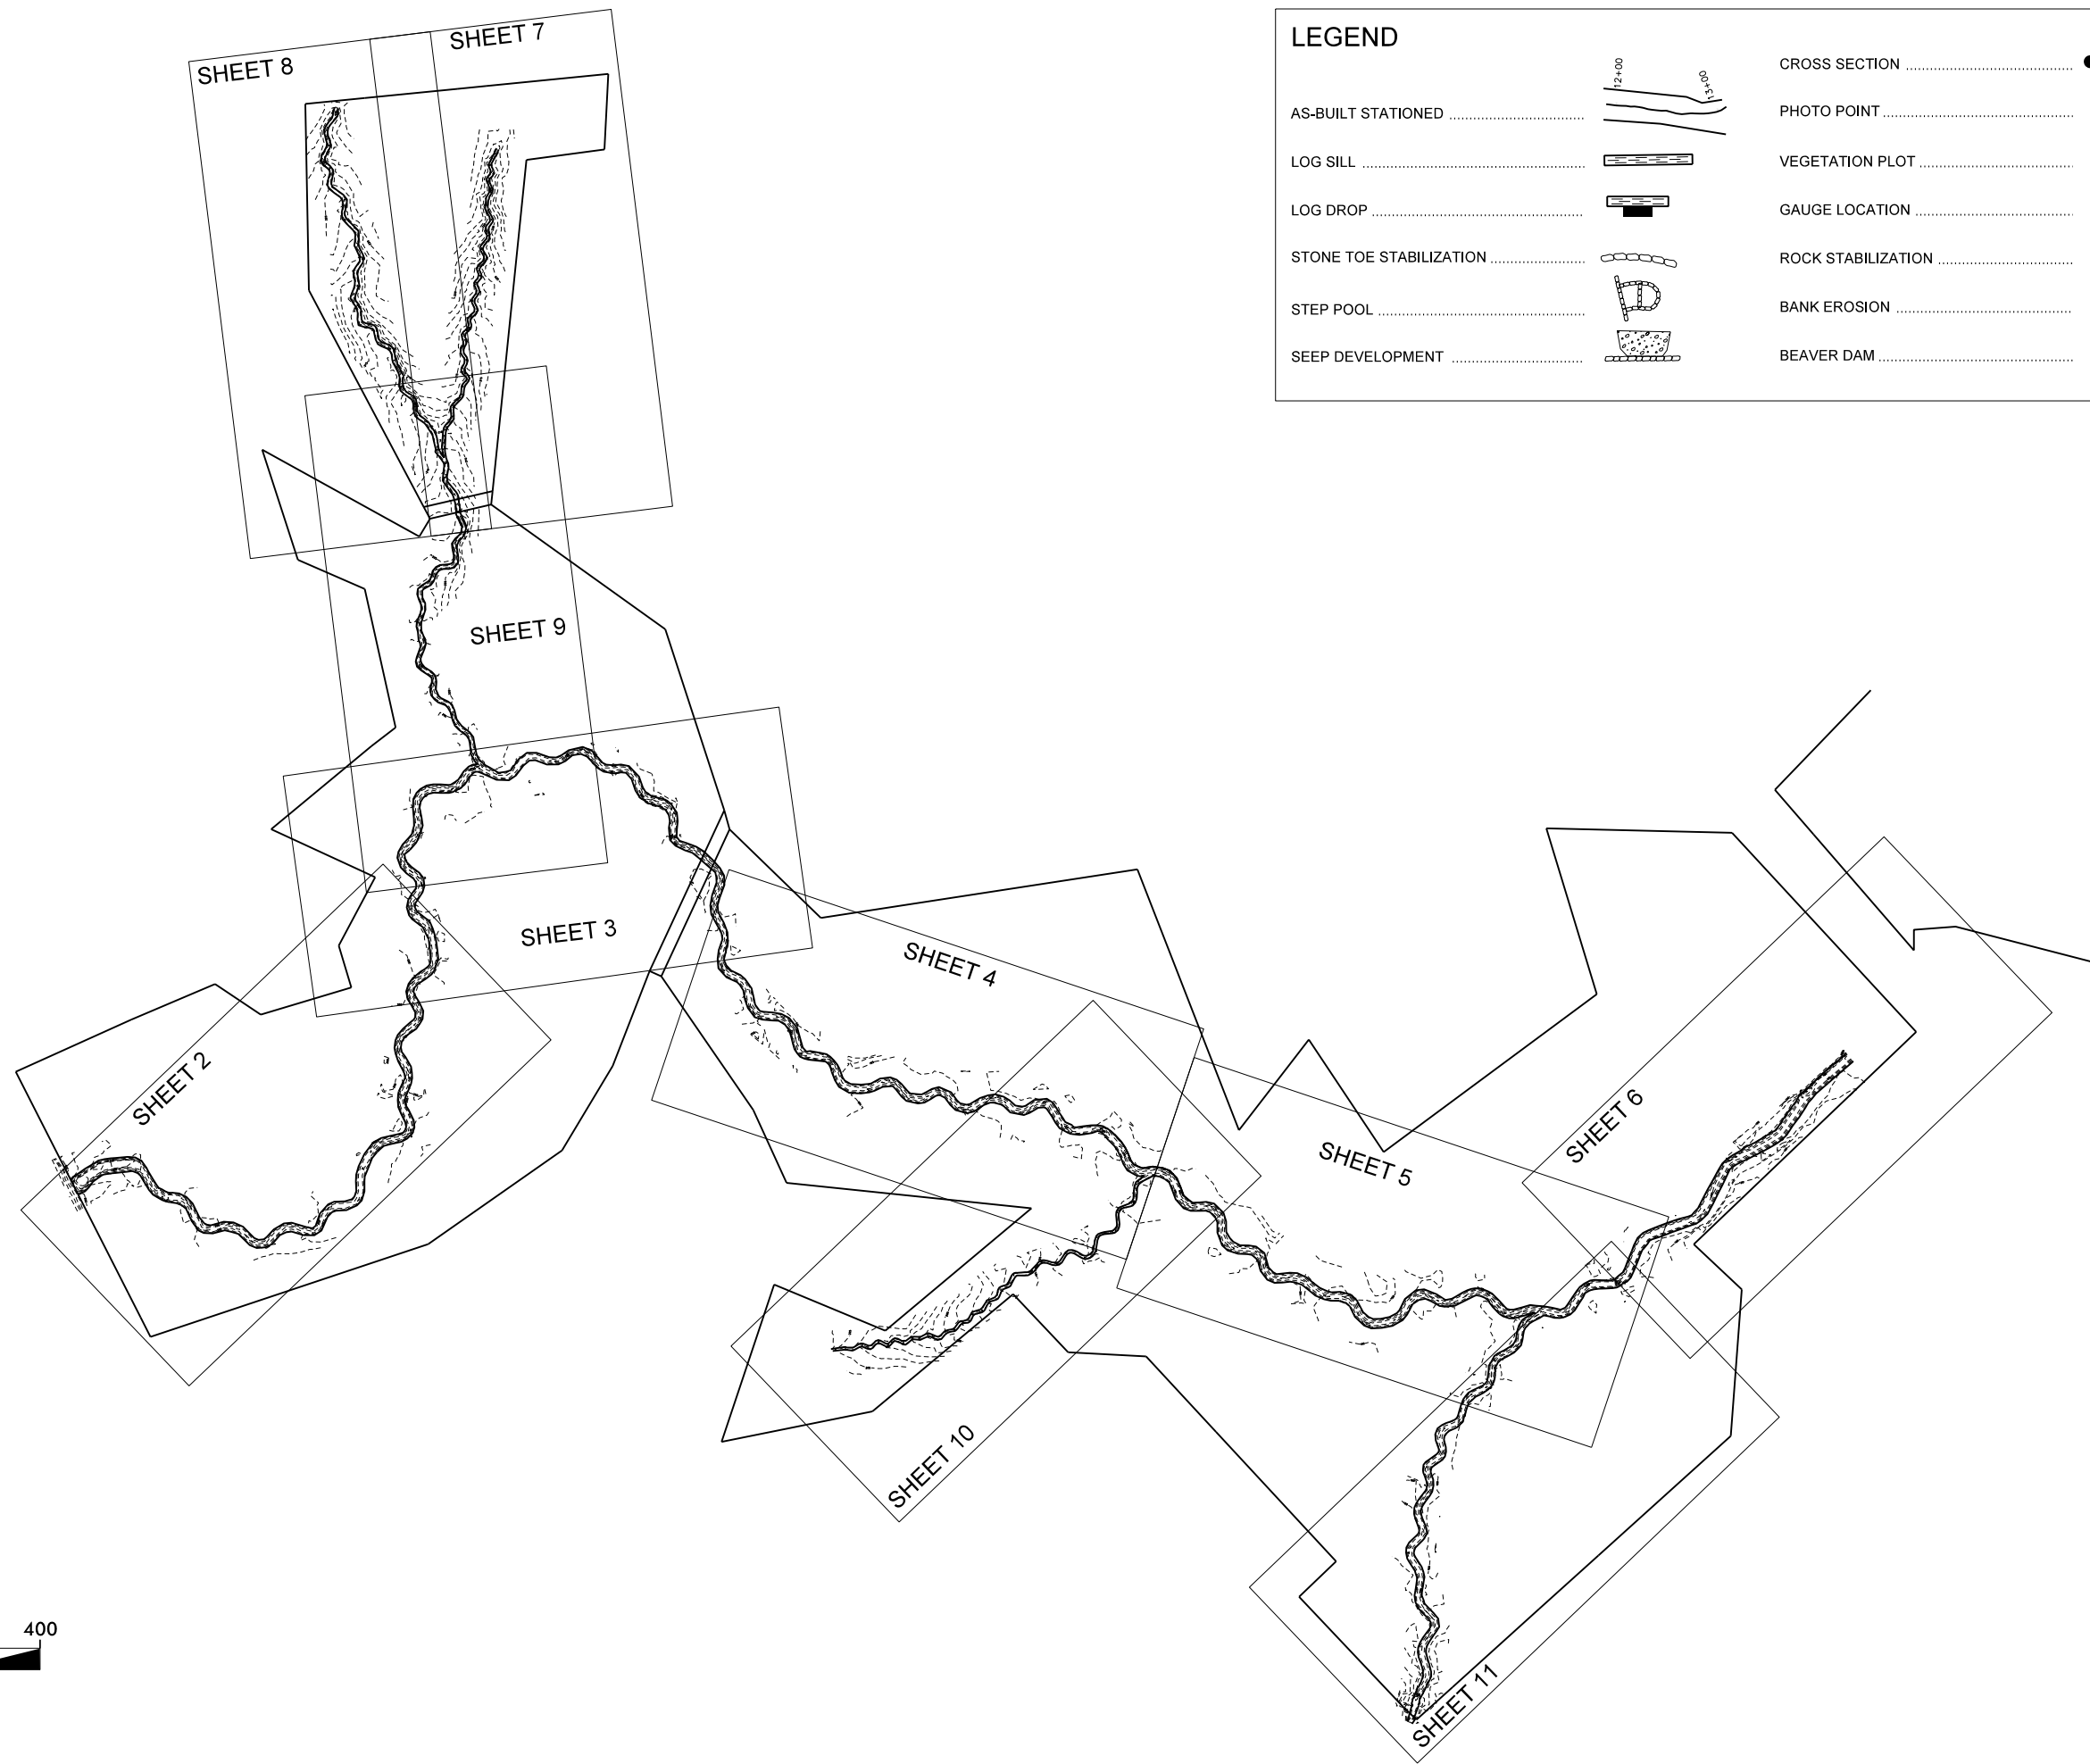 SHEET 7
SHEET 8
LEGEND
12+00
13+00
AS-BUILT STATIONED
LOG SILL
LOG DROP
STONE TOE STABILIZATION
STEP POOL
SEEP DEVELOPMENT
CROSS SECTION
PHOTO POINT
VEGETATION PLOT
GAUGE LOCATION
ROCK STABILIZATION
BANK EROSION
BEAVER DAM
SHEET 9
SHEET 3
SHEET 4
SHEET 2
SHEET 5
SHEET 6
SHEET 10
SHEET 11
400